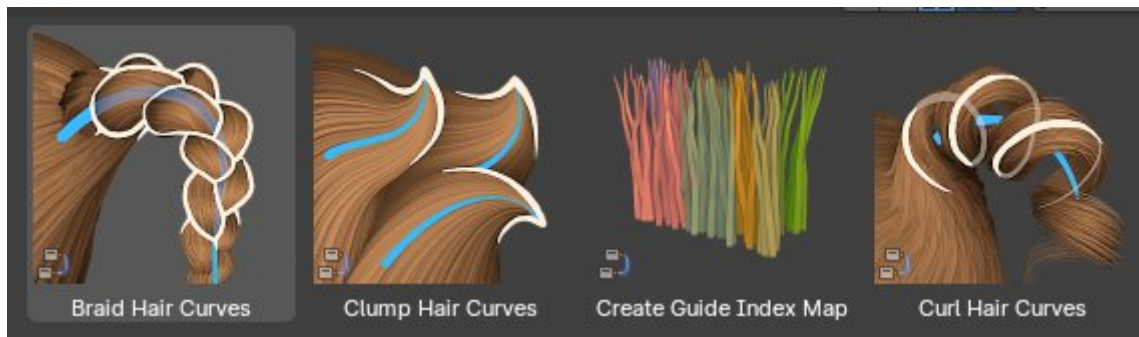 Braid Hair Curves
Clump Hair Curves
Create Guide Index Map
Curl Hair Curves